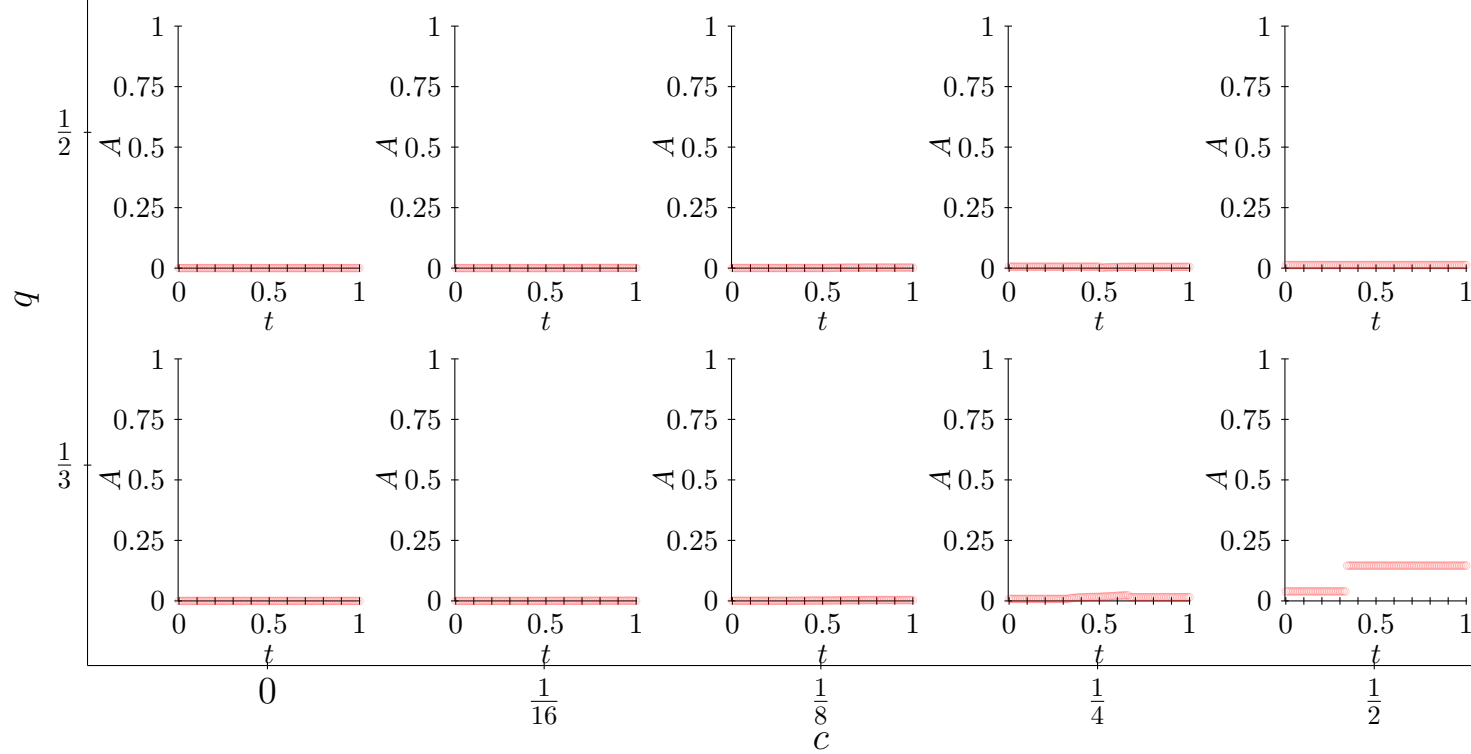 1 1 1 1 1
0.75 0.75 0.75 0.75 0.75
1/2 A 0.5 A 0.5 A 0.5 A 0.5 A 0.5
0.25 0.25 0.25 0.25 0.25
0 0 0 0 0
0 0.5 1 0 0.5 1 0 0.5 1 0 0.5 1 0 0.5 1
q
t t t t t
1 1 1 1 1
0.75 0.75 0.75 0.75 0.75
1/3 A 0.5 A 0.5 A 0.5 A 0.5 A 0.5
0.25 0.25 0.25 0.25 0.25
0 0 0 0 0
0 0.5 1 0 0.5 1 0 0.5 1 0 0.5 1 0 0.5 1
t t t t t
0 1/16 1/8 1/4 1/2
c